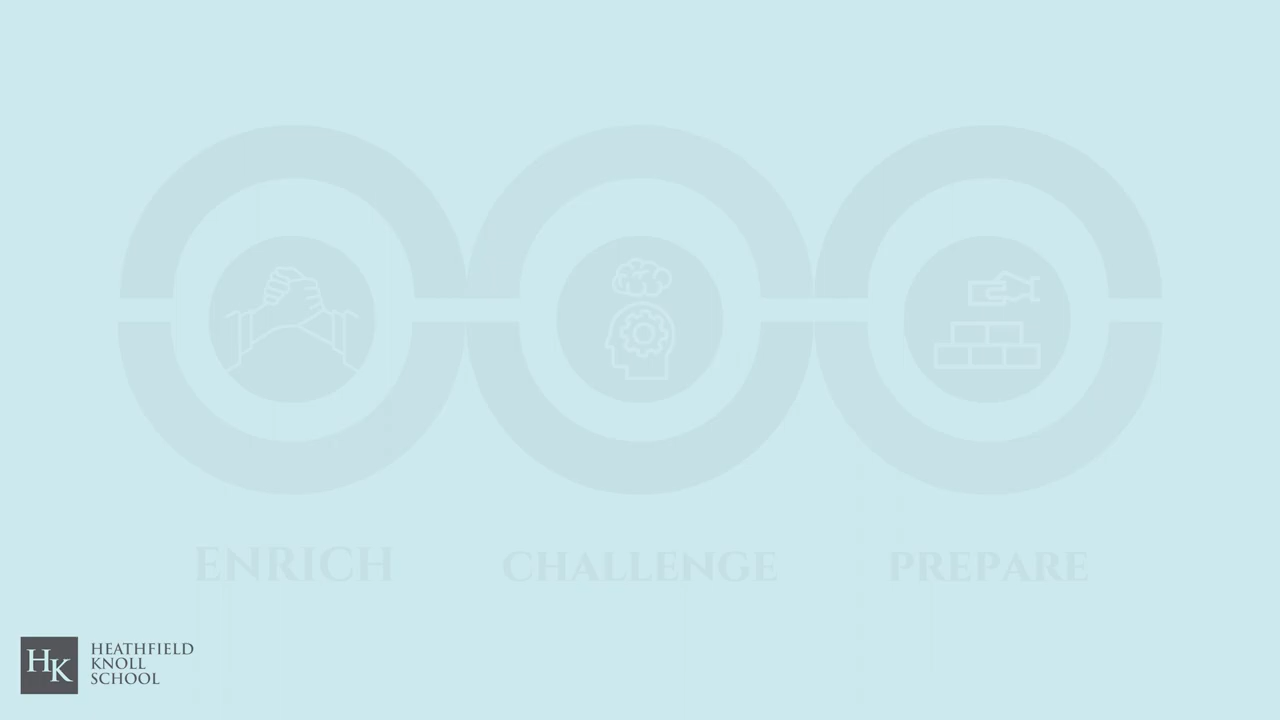 ENRICH
CHALLENGE
PREPARE
HK
HEATHFIELD
KNOLL
SCHOOL